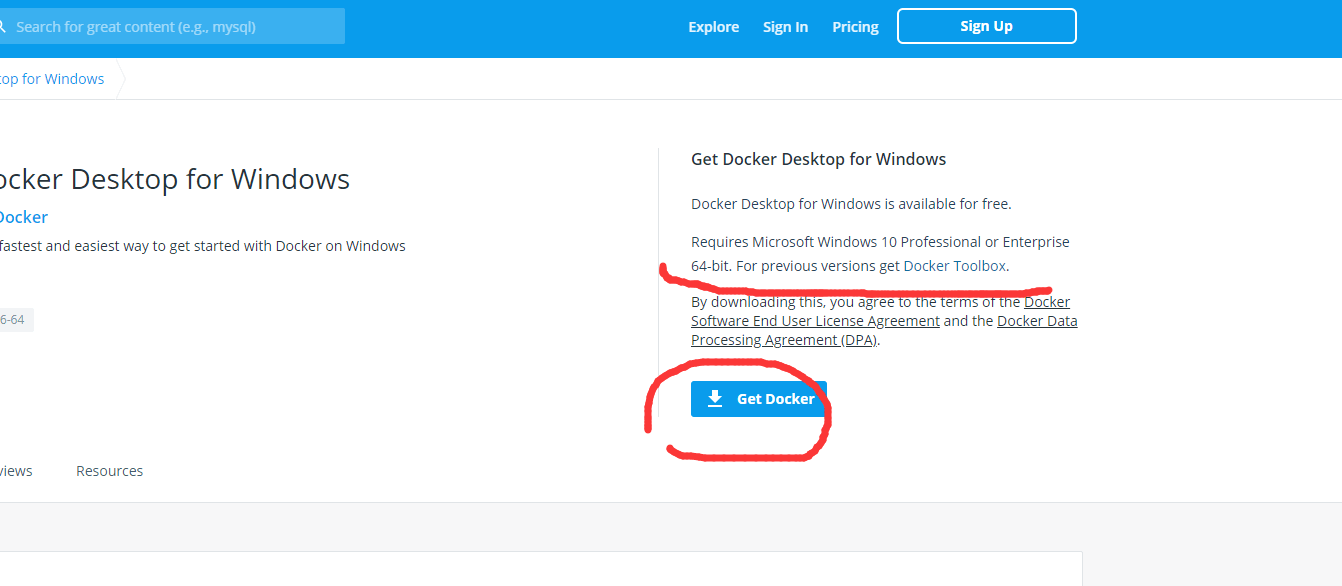 Search for great content (e.g., mysql)
Explore Sign In Pricing Sign Up
top for Windows
ocker Desktop for Windows
Docker
fastest and easiest way to get started with Docker on Windows
6-64
Get Docker Desktop for Windows
Docker Desktop for Windows is available for free.
Requires Microsoft Windows 10 Professional or Enterprise
64-bit. For previous versions get Docker Toolbox.
By downloading this, you agree to the terms of the Docker
Software End User License Agreement and the Docker Data
Processing Agreement (DPA).
Get Docker
views Resources